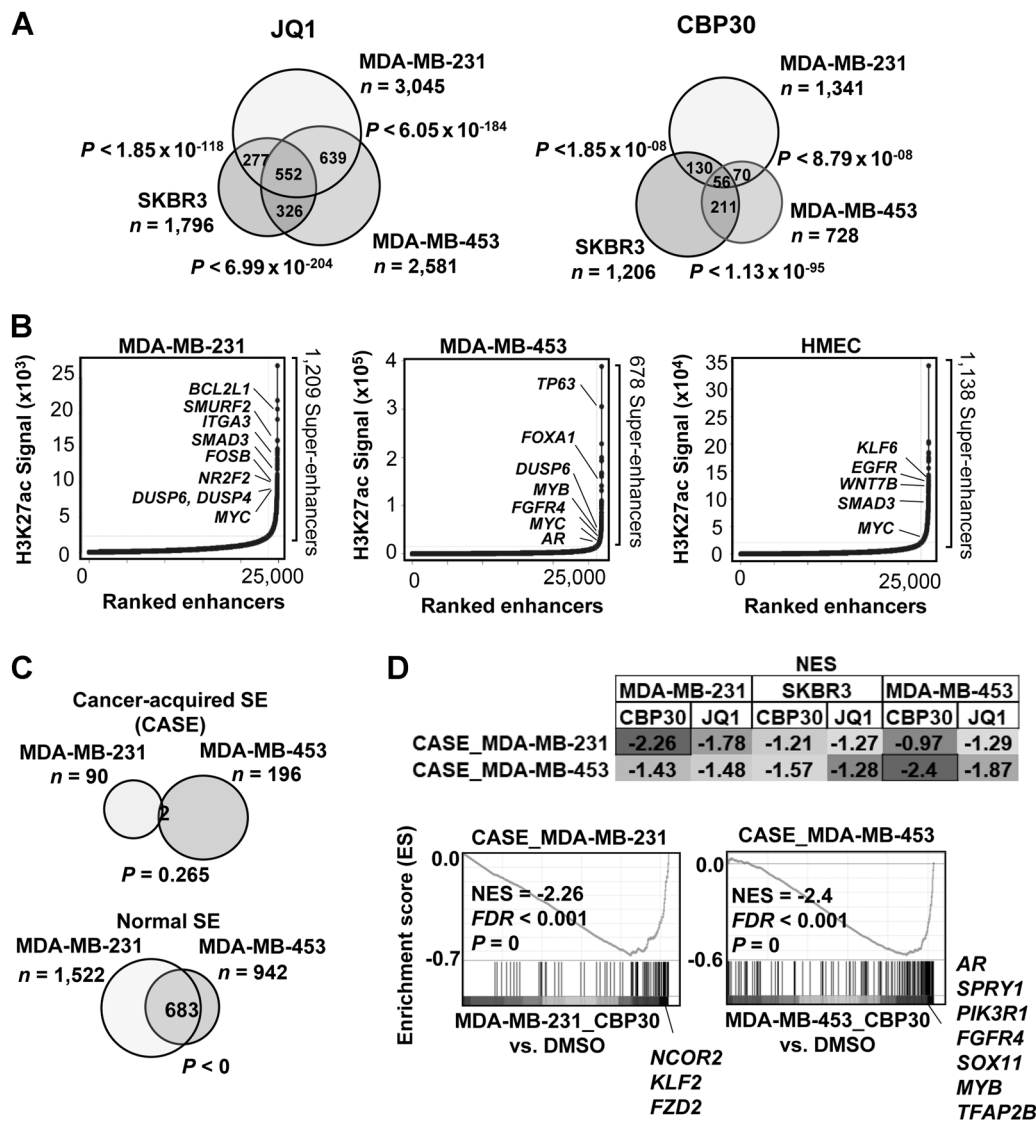 A
JQ1
MDA-MB-231
n = 3,045
P < 6.05 x 10-184
P < 1.85 x 10-118
277
639
552
326
SKBR3
n = 1,796
MDA-MB-453
n = 2,581
P < 6.99 x 10-204
CBP30
MDA-MB-231
n = 1,341
P <1.85 x 10-08
P < 8.79 x 10-08
130
70
56
211
MDA-MB-453
n = 728
SKBR3
n = 1,206
P < 1.13 x 10-95
B
MDA-MB-231
H3K27ac Signal (x103)
25
20
15
10
5
0
BCL2L1
SMURF2
ITGA3
SMAD3
FOSB
NR2F2
DUSP6, DUSP4
MYC
1,209 Super-enhancers
0
25,000
Ranked enhancers
MDA-MB-453
H3K27ac Signal (x105)
4
3
2
1
0
TP63
FOXA1
DUSP6
MYB
FGFR4
MYC
AR
678 Super-enhancers
0
25,000
Ranked enhancers
HMEC
H3K27ac Signal (x104)
35
30
25
20
15
10
5
0
KLF6
EGFR
WNT7B
SMAD3
MYC
1,138 Super-enhancers
0
25,000
Ranked enhancers
C
Cancer-acquired SE
(CASE)
MDA-MB-231
n = 90
MDA-MB-453
n = 196
2
P = 0.265
Normal SE
MDA-MB-231
n = 1,522
MDA-MB-453
n = 942
683
P < 0
D
NES
MDA-MB-231 SKBR3 MDA-MB-453
CBP30 JQ1 CBP30 JQ1 CBP30 JQ1
CASE_MDA-MB-231 -2.26 -1.78 -1.21 -1.27 -0.97 -1.29
CASE_MDA-MB-453 -1.43 -1.48 -1.57 -1.28 -2.4 -1.87
Enrichment score (ES)
CASE_MDA-MB-231
0.0
-0.7
NES = -2.26
FDR < 0.001
P = 0
MDA-MB-231_CBP30
vs. DMSO
NCOR2
KLF2
FZD2
CASE_MDA-MB-453
0.0
-0.6
NES = -2.4
FDR < 0.001
P = 0
MDA-MB-453_CBP30
vs. DMSO
AR
SPRY1
PIK3R1
FGFR4
SOX11
MYB
TFAP2B